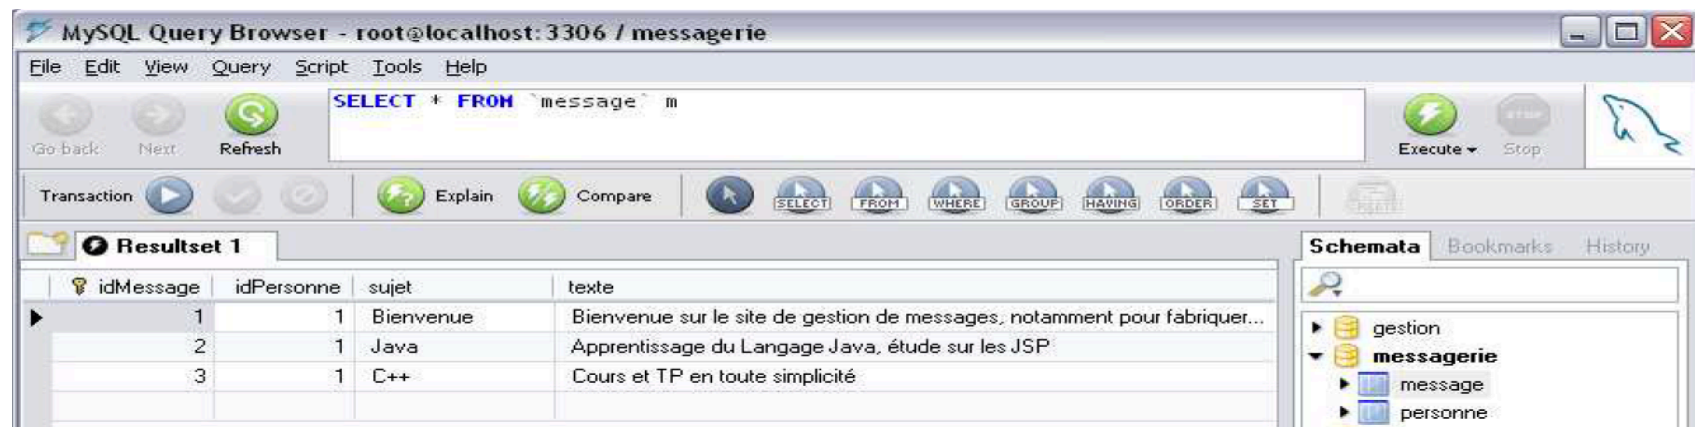 MySQL Query Browser - root@localhost:3306 / messagerie
File Edit View Query Script Tools Help
SELECT * FROM `message` m
Go back Next Refresh Execute Stop
Transaction Explain Compare SELECT FROM WHERE GROUP HAVING ORDER SET
Resultset 1 Schemata Bookmarks History
idMessage idPersonne sujet texte
1 1 Bienvenue Bienvenue sur le site de gestion de messages, notamment pour fabriquer...
gestion
2 1 Java Apprentissage du Langage Java, étude sur les JSP
messagerie
3 1 C++ Cours et TP en toute simplicité
message
personne